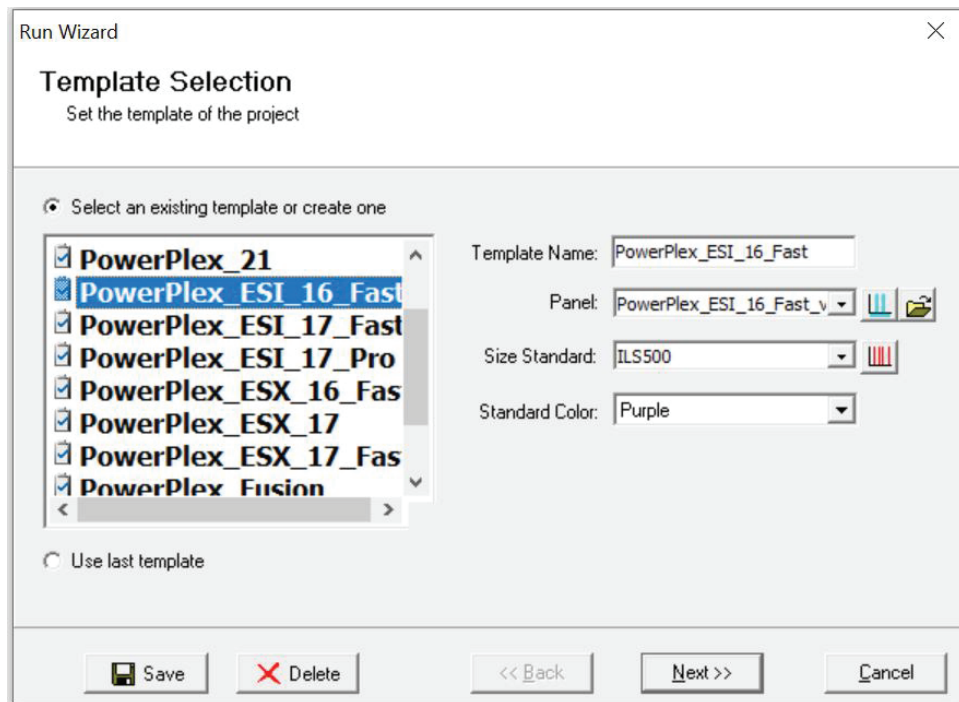 Run Wizard
Template Selection
Set the template of the project
Select an existing template or create one
PowerPlex_21
PowerPlex_ESI_16_Fast
PowerPlex_ESI_17_Fast
PowerPlex_ESI_17_Pro
PowerPlex_ESX_16_Fas
PowerPlex_ESX_17
PowerPlex_ESX_17_Fas
PowerPlex_Fusion
Template Name: PowerPlex_ESI_16_Fast
Panel: PowerPlex_ESI_16_Fast_v
Size Standard: ILS500
Standard Color: Purple
Use last template
Save Delete << Back Next >> Cancel